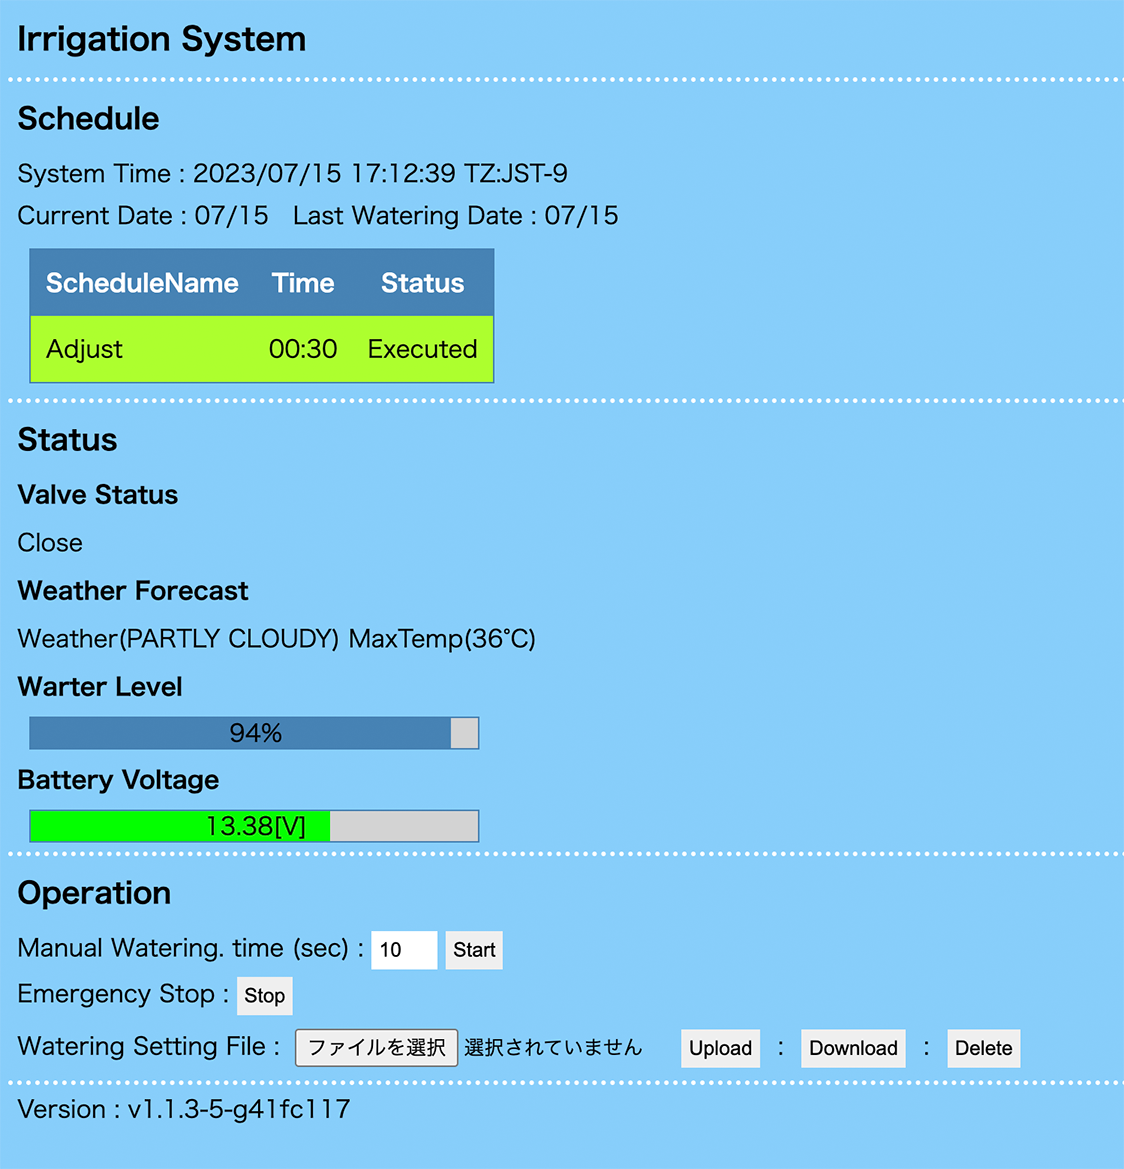 Irrigation System
Schedule
System Time : 2023/07/15 17:12:39 TZ:JST-9
Current Date : 07/15 Last Watering Date : 07/15
ScheduleName Time Status
Adjust 00:30 Executed
Status
Valve Status
Close
Weather Forecast
Weather(PARTLY CLOUDY) MaxTemp(36℃)
Warter Level
94%
Battery Voltage
13.38[V]
Operation
Manual Watering. time (sec) : 10 Start
Emergency Stop : Stop
Watering Setting File : ファイルを選択 選択されていません Upload : Download : Delete
Version : v1.1.3-5-g41fc117